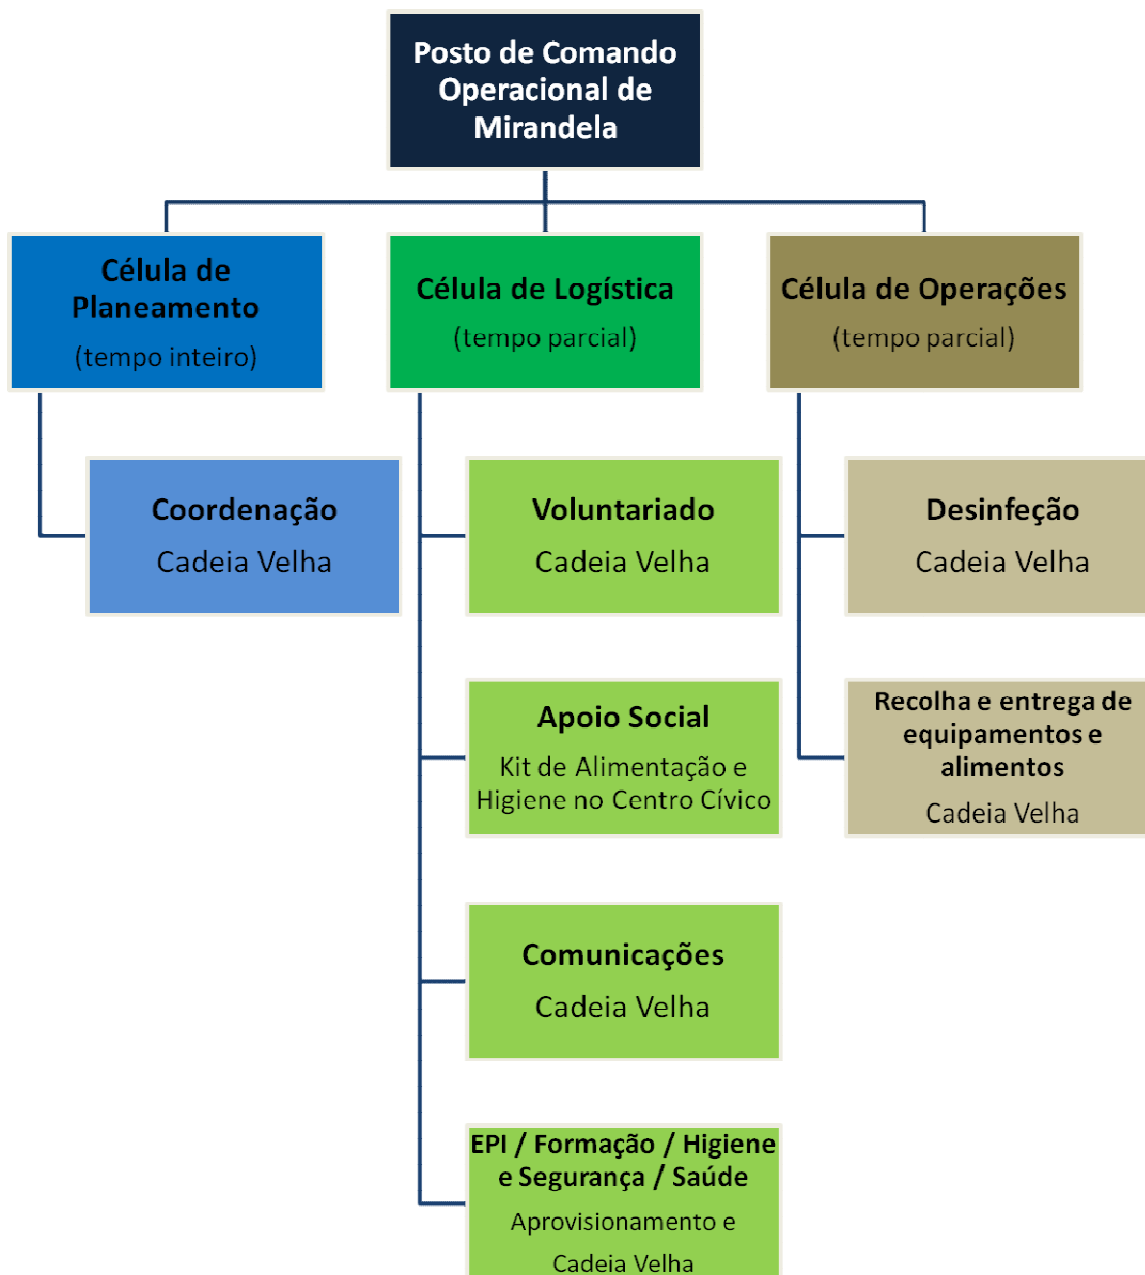 Posto de Comando
Operacional de
Mirandela
Célula de
Planeamento
(tempo inteiro)
Célula de Logística
(tempo parcial)
Célula de Operações
(tempo parcial)
Coordenação
Cadeia Velha
Voluntariado
Cadeia Velha
Desinfeção
Cadeia Velha
Apoio Social
Kit de Alimentação e
Higiene no Centro Cívico
Recolha e entrega de
equipamentos e
alimentos
Cadeia Velha
Comunicações
Cadeia Velha
EPI / Formação / Higiene
e Segurança / Saúde
Aprovisionamento e
Cadeia Velha